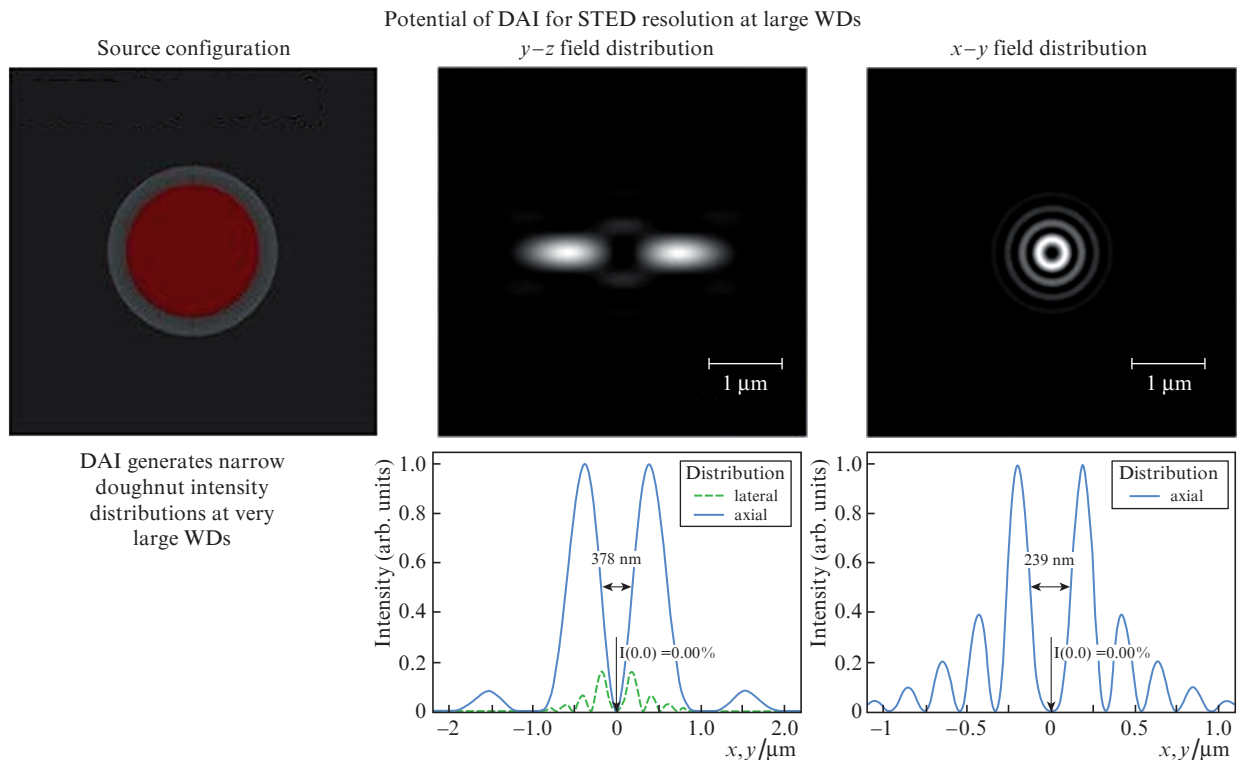 Potential of DAI for STED resolution at large WDs
Source configuration
y–z field distribution
x–y field distribution
1 μm
1 μm
DAI generates narrow
doughnut intensity
distributions at very
large WDs
Intensity (arb. units)
1.0
0.8
0.6
0.4
0.2
0
Distribution
lateral
axial
378 nm
I(0.0) =0.00%
−2
−1
0
1.0
2.0
x, y/μm
Intensity (arb. units)
1.0
0.8
0.6
0.4
0.2
0
Distribution
axial
239 nm
I(0.0) =0.00%
−1
−0.5
0
0.5
1.0
x, y/μm